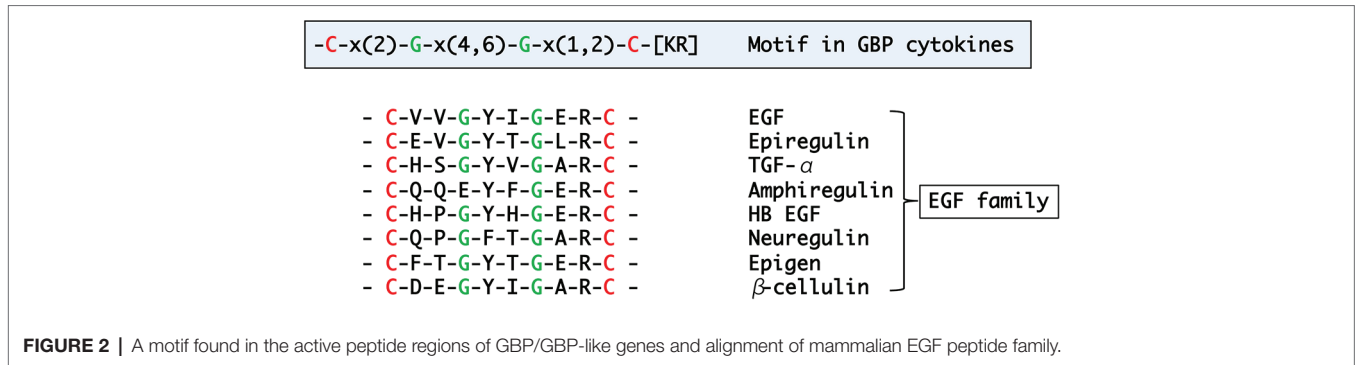 -C-x(2)-G-x(4,6)-G-x(1,2)-C-[KR] Motif in GBP cytokines
- C-V-V-G-Y-I-G-E-R-C - EGF
- C-E-V-G-Y-T-G-L-R-C - Epiregulin
- C-H-S-G-Y-V-G-A-R-C - TGF-α
- C-Q-Q-E-Y-F-G-E-R-C - Amphiregulin
- C-H-P-G-Y-H-G-E-R-C - HB EGF
- C-Q-P-G-F-T-G-A-R-C - Neuregulin
- C-F-T-G-Y-T-G-E-R-C - Epigen
- C-D-E-G-Y-I-G-A-R-C - β-cellulin
EGF family
FIGURE 2 | A motif found in the active peptide regions of GBP/GBP-like genes and alignment of mammalian EGF peptide family.